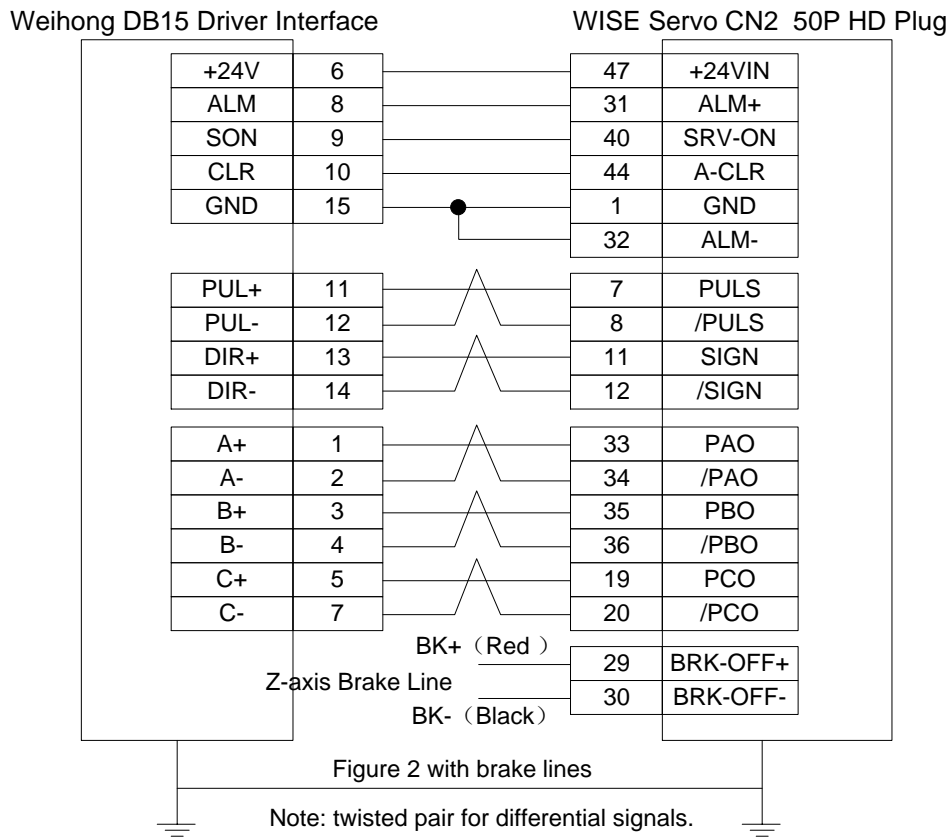 Weihong DB15 Driver Interface WISE Servo CN2 50P HD Plug
+24V 6 47 +24VIN
ALM 8 31 ALM+
SON 9 40 SRV-ON
CLR 10 44 A-CLR
GND 15 1 GND
32 ALM-
PUL+ 11 7 PULS
PUL- 12 8 /PULS
DIR+ 13 11 SIGN
DIR- 14 12 /SIGN
A+ 1 33 PAO
A- 2 34 /PAO
B+ 3 35 PBO
B- 4 36 /PBO
C+ 5 19 PCO
C- 7 20 /PCO
BK+（Red ）
29 BRK-OFF+
Z-axis Brake Line
30 BRK-OFF-
BK-（Black）
Figure 2 with brake lines
Note: twisted pair for differential signals.